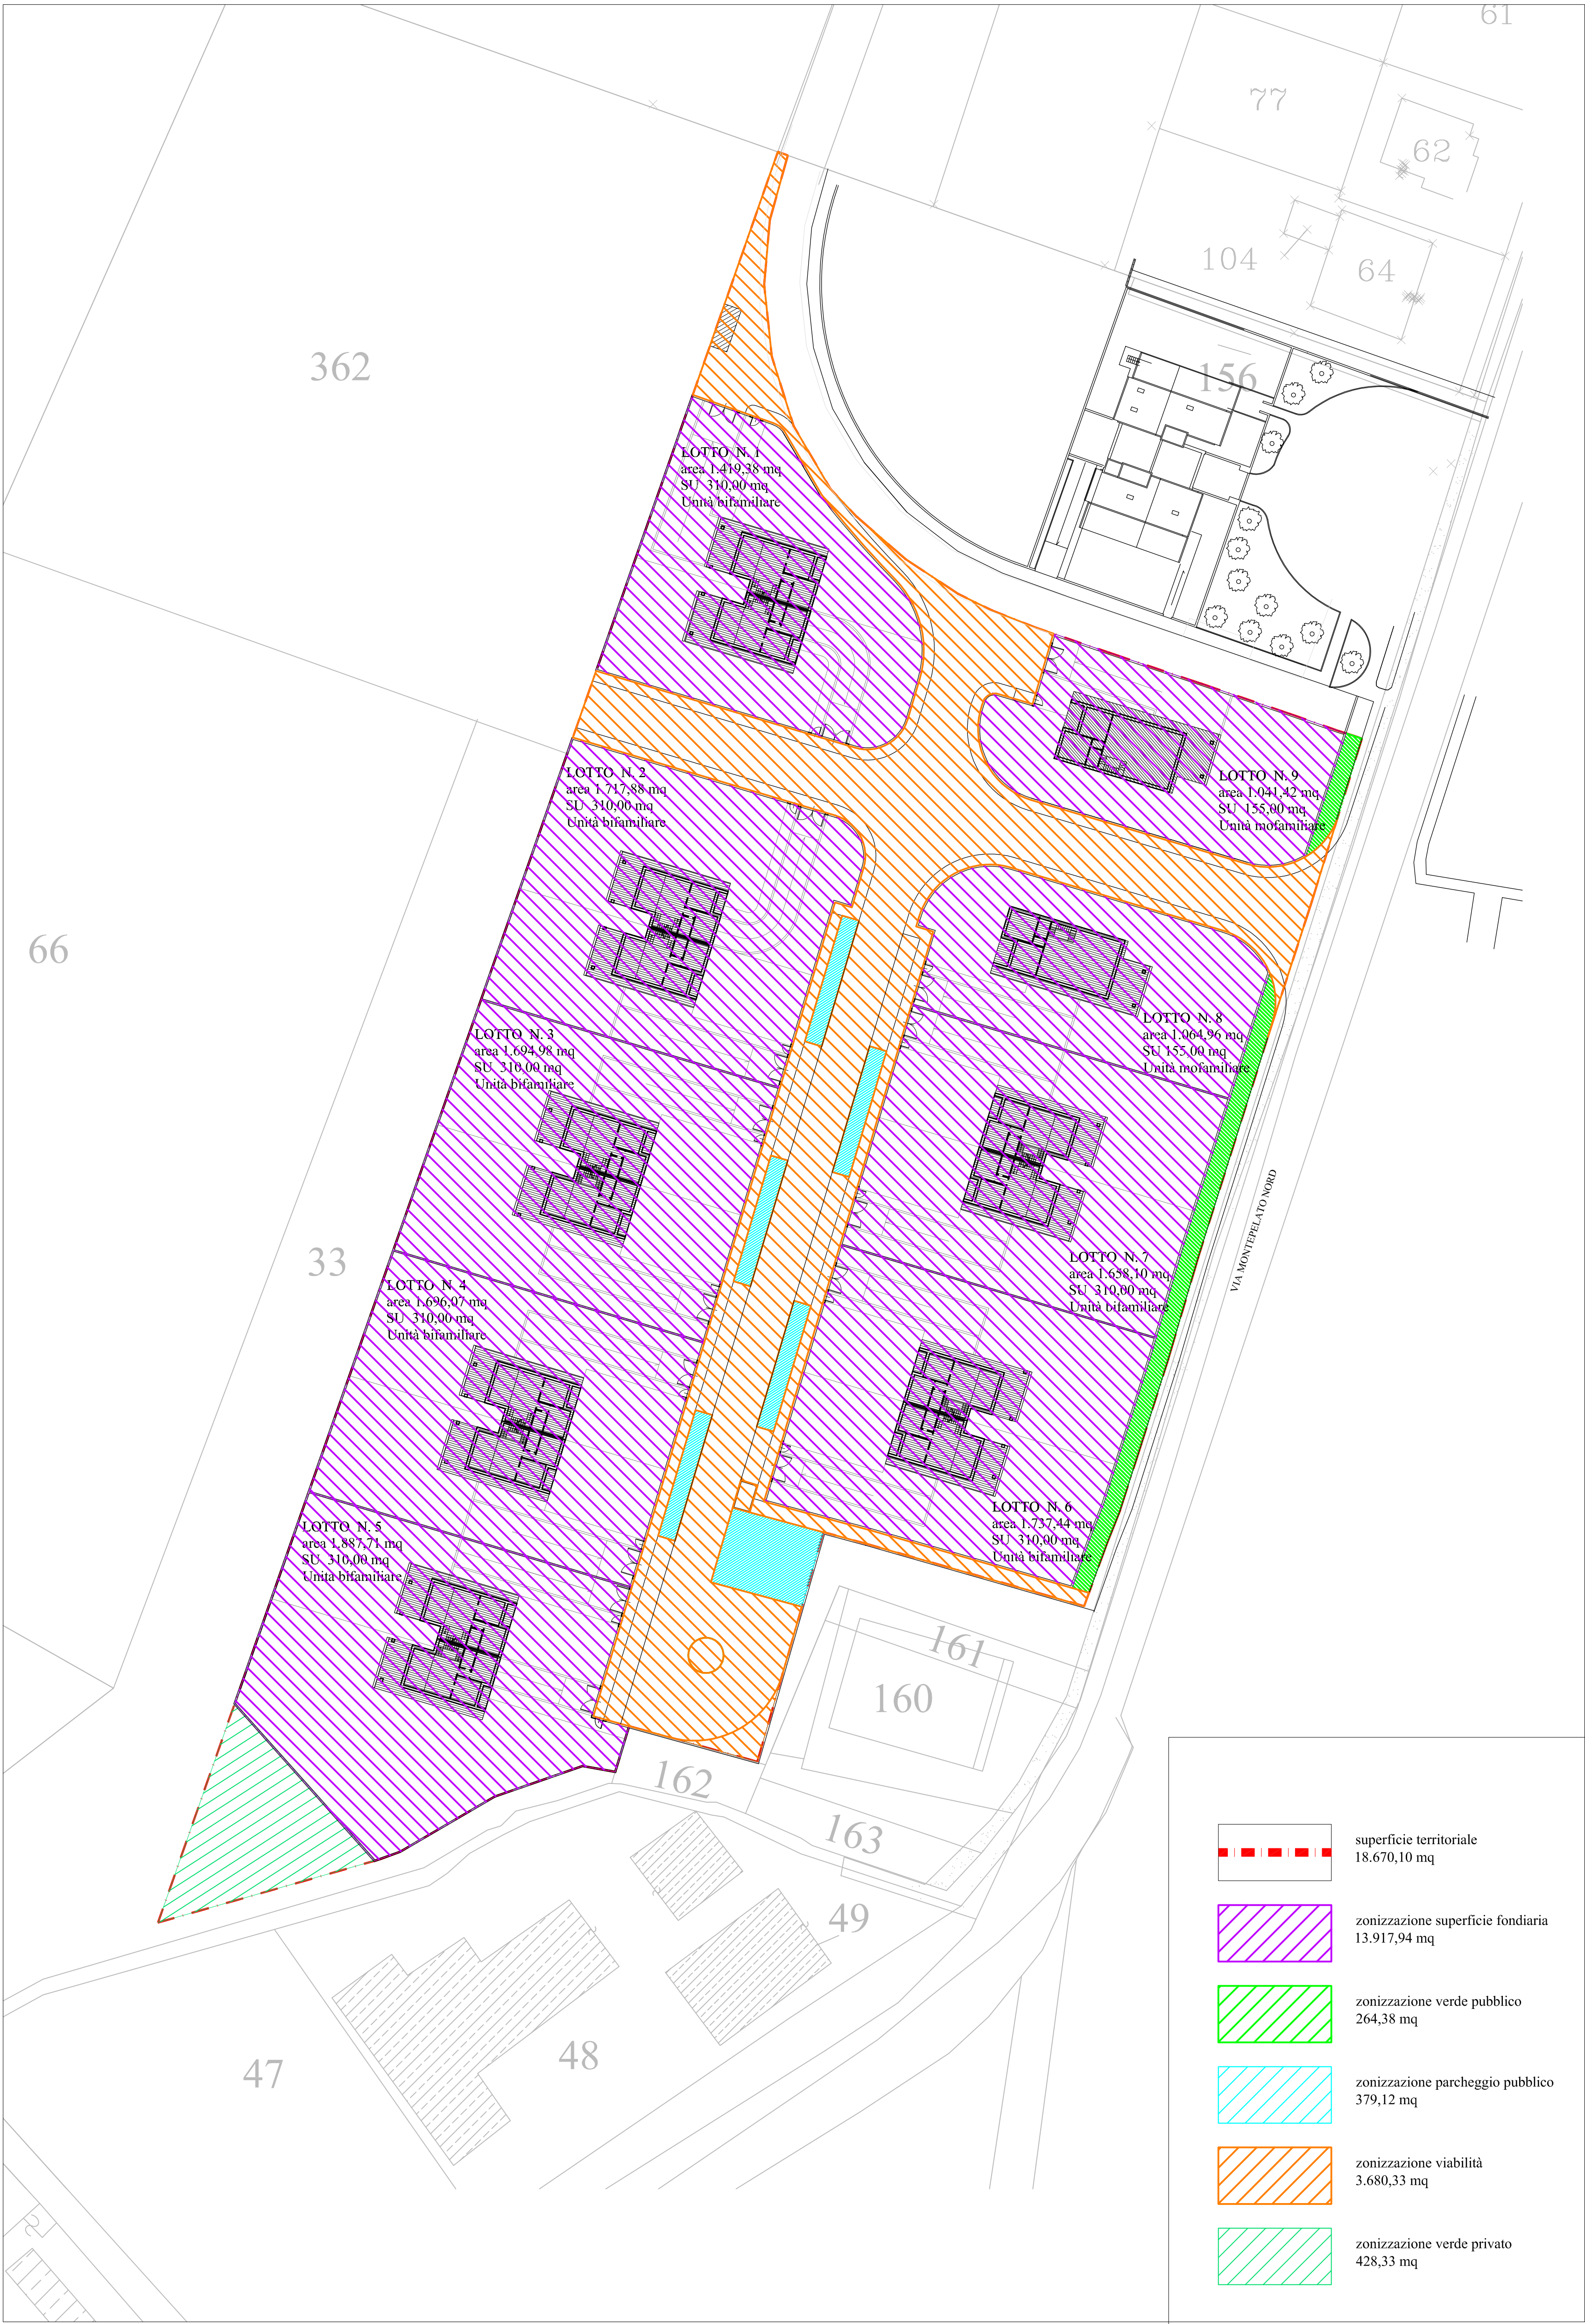 61
77
62
104
64
156
362
LOTTO N. 1
area 1.419,38 mq
SU 310,00 mq
Unità bifamiliare
LOTTO N. 2
area 1.717,88 mq
SU 310,00 mq
Unità bifamiliare
LOTTO N. 9
area 1.041,42 mq
SU 155,00 mq
Unità mofamiliare
66
LOTTO N. 3
area 1.694,98 mq
SU 310,00 mq
Unità bifamiliare
LOTTO N. 8
area 1.064,96 mq
SU 155,00 mq
Unità mofamiliare
VIA MONTEPELATO NORD
33
LOTTO N. 4
area 1.696,07 mq
SU 310,00 mq
Unità bifamiliare
LOTTO N. 7
area 1.658,10 mq
SU 310,00 mq
Unità bifamiliare
LOTTO N. 5
area 1.887,71 mq
SU 310,00 mq
Unità bifamiliare
LOTTO N. 6
area 1.737,44 mq
SU 310,00 mq
Unità bifamiliare
161
160
162
163
49
48
47
2
superficie territoriale
18.670,10 mq
zonizzazione superficie fondiaria
13.917,94 mq
zonizzazione verde pubblico
264,38 mq
zonizzazione parcheggio pubblico
379,12 mq
zonizzazione viabilità
3.680,33 mq
zonizzazione verde privato
428,33 mq